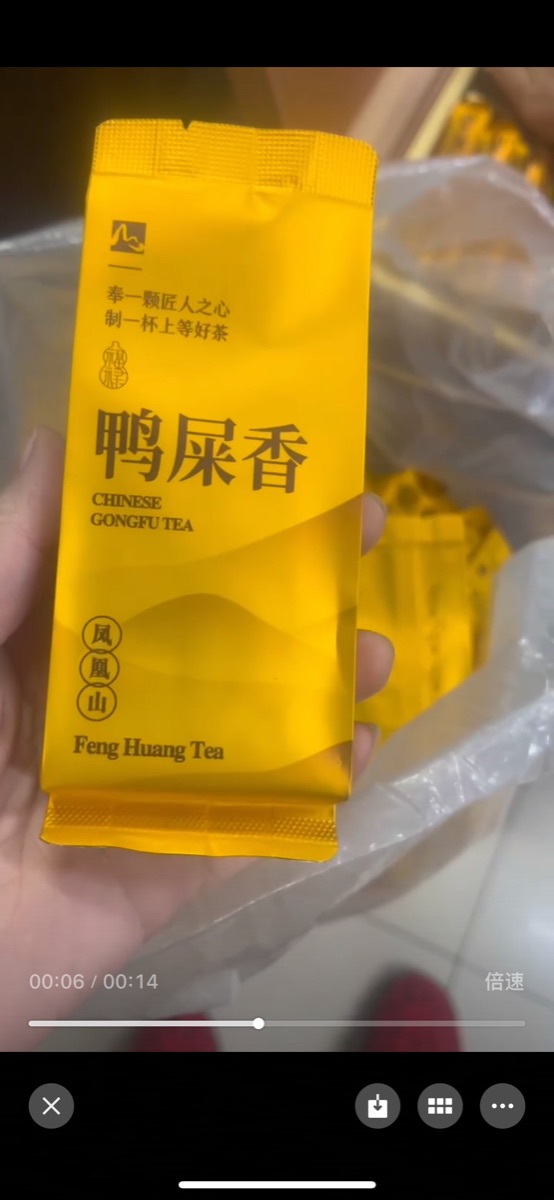 奉一颗匠人之心
制一杯上等好茶
鸭屎香
CHINESE
GONGFU TEA
凤
凰
山
Feng Huang Tea
00:06 / 00:14
倍速